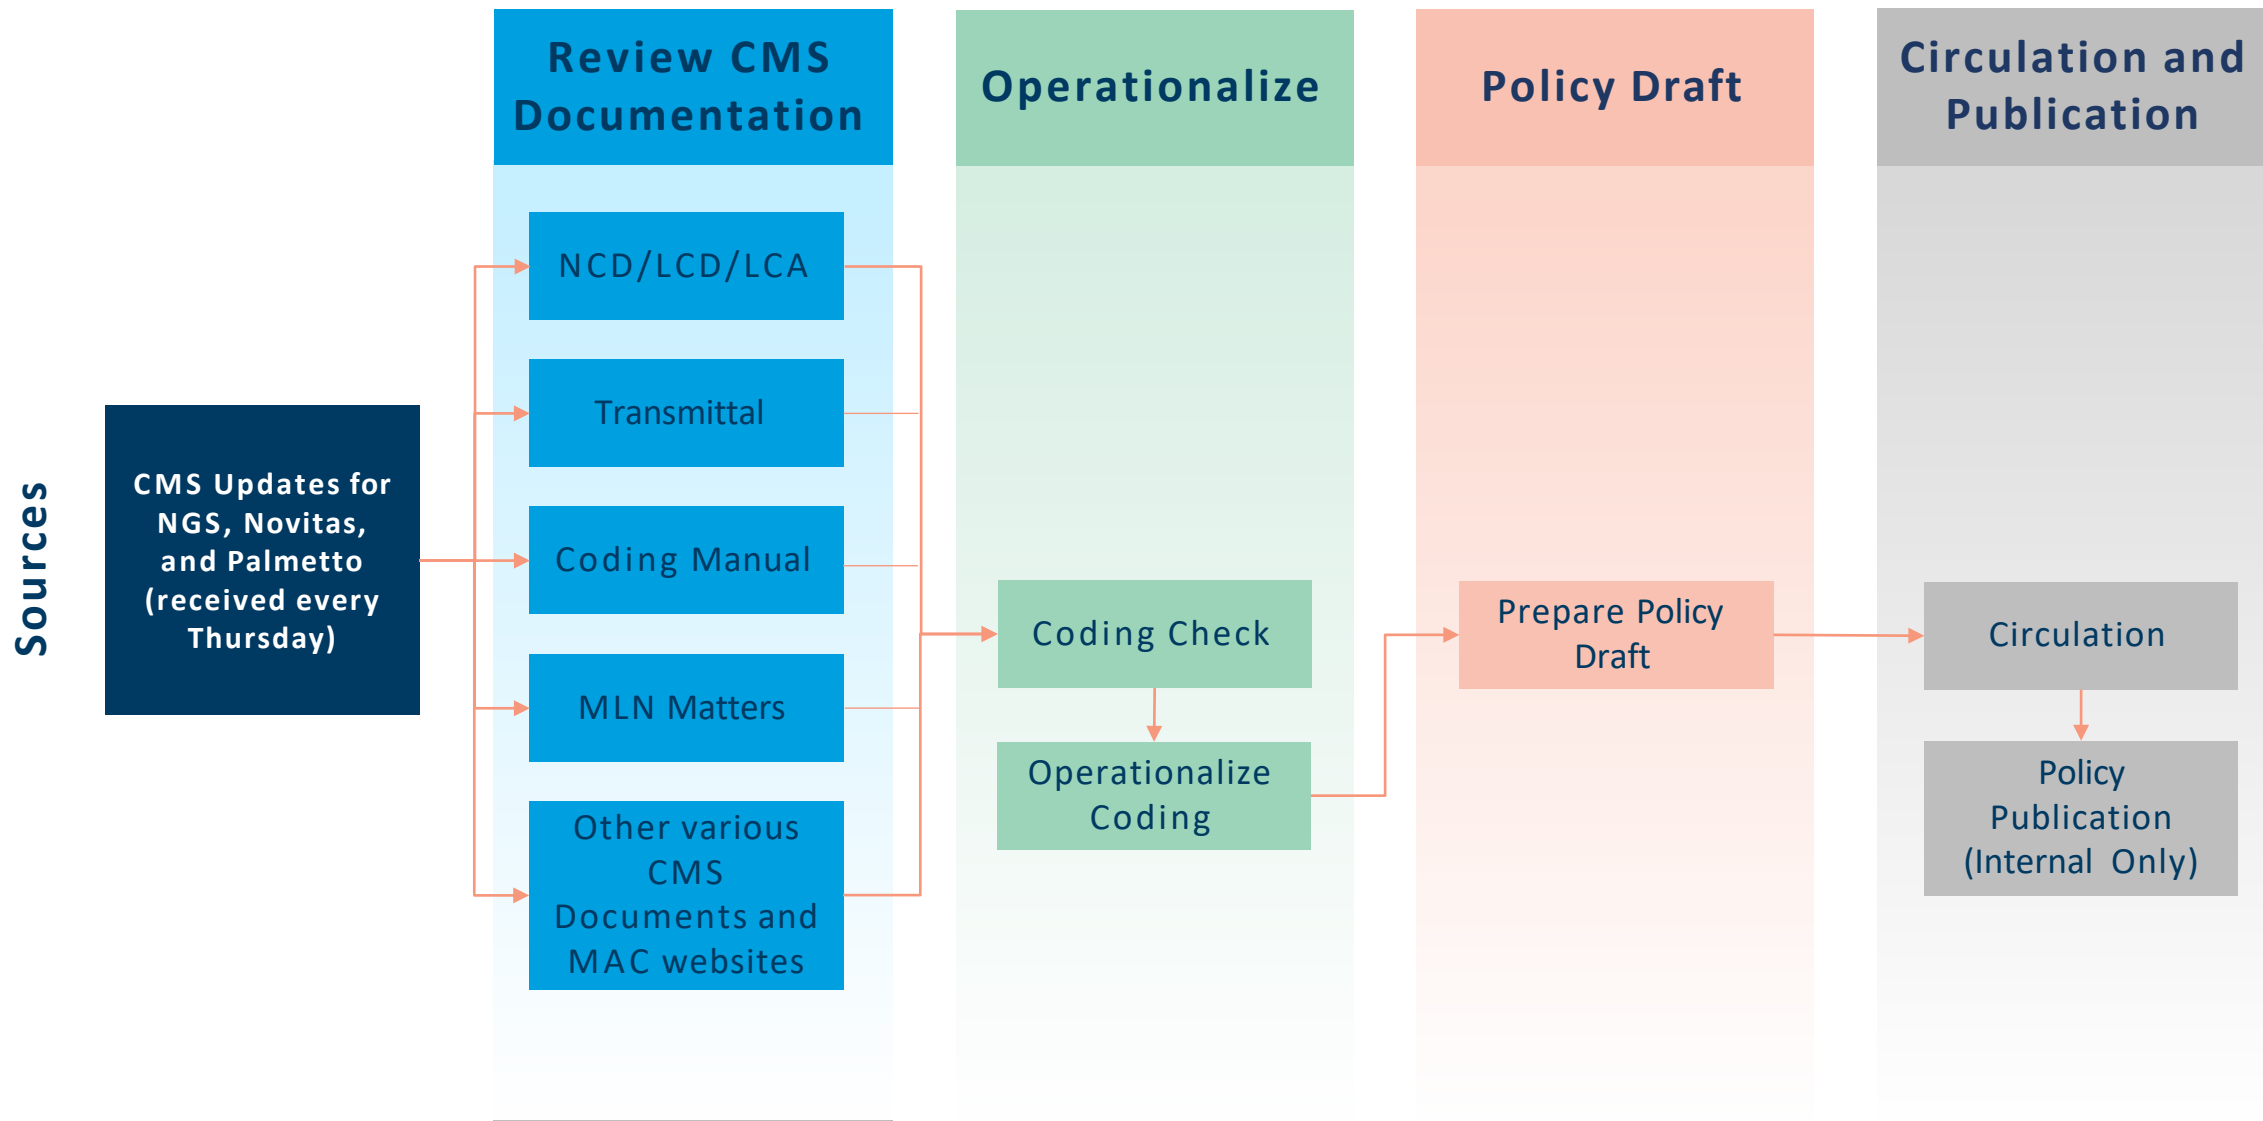 Review CMS
Documentation
Operationalize
Policy Draft
Circulation and
Publication
Sources
CMS Updates for
NGS, Novitas,
and Palmetto
(received every
Thursday)
NCD/LCD/LCA
Transmittal
Coding Manual
MLN Matters
Other various
CMS
Documents and
MAC websites
Coding Check
Operationalize
Coding
Prepare Policy
Draft
Circulation
Policy
Publication
(Internal Only)